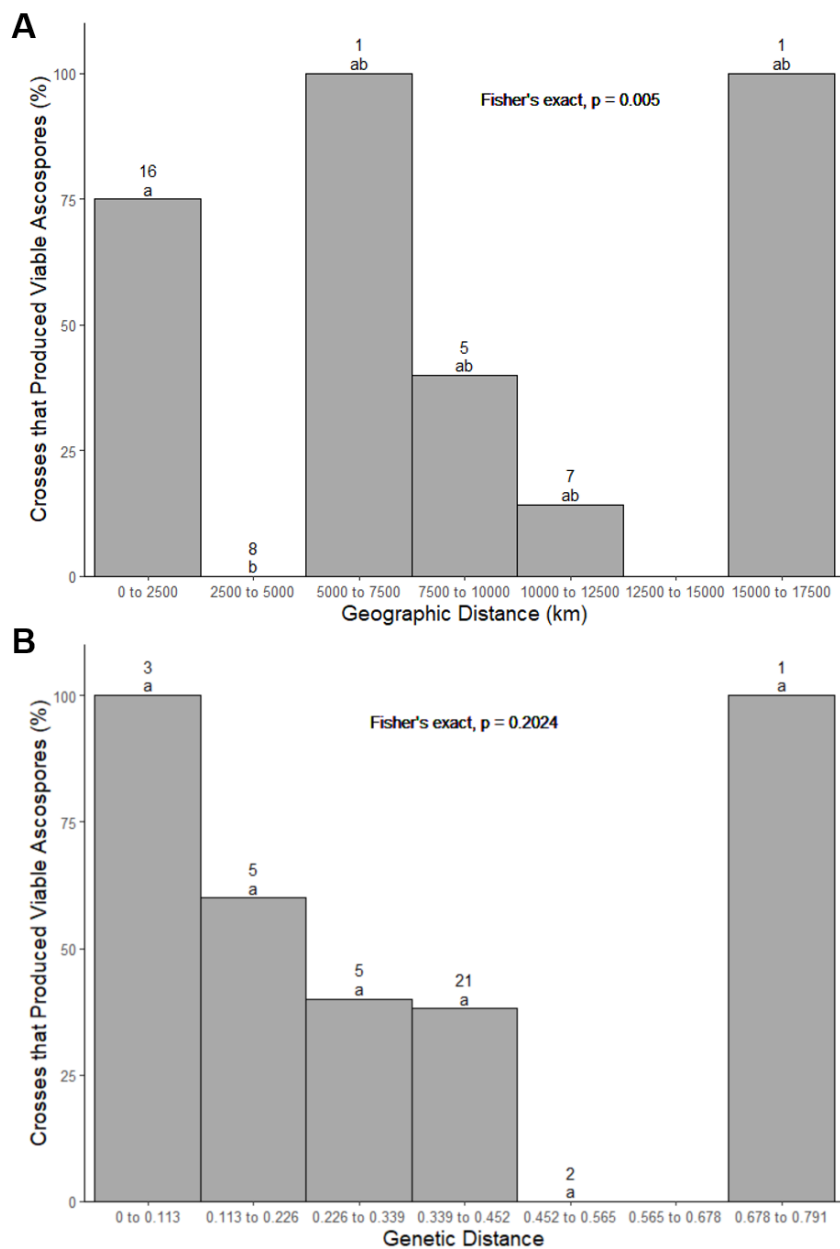 A
Crosses that Produced Viable Ascospores (%)
100
75
50
25
0
16
a
8
b
1
ab
5
ab
7
ab
1
ab
Fisher's exact, p = 0.005
0 to 2500
2500 to 5000
5000 to 7500
7500 to 10000
10000 to 12500
12500 to 15000
15000 to 17500
Geographic Distance (km)
B
Crosses that Produced Viable Ascospores (%)
100
75
50
25
0
3
a
5
a
5
a
21
a
2
a
1
a
Fisher's exact, p = 0.2024
0 to 0.113
0.113 to 0.226
0.226 to 0.339
0.339 to 0.452
0.452 to 0.565
0.565 to 0.678
0.678 to 0.791
Genetic Distance